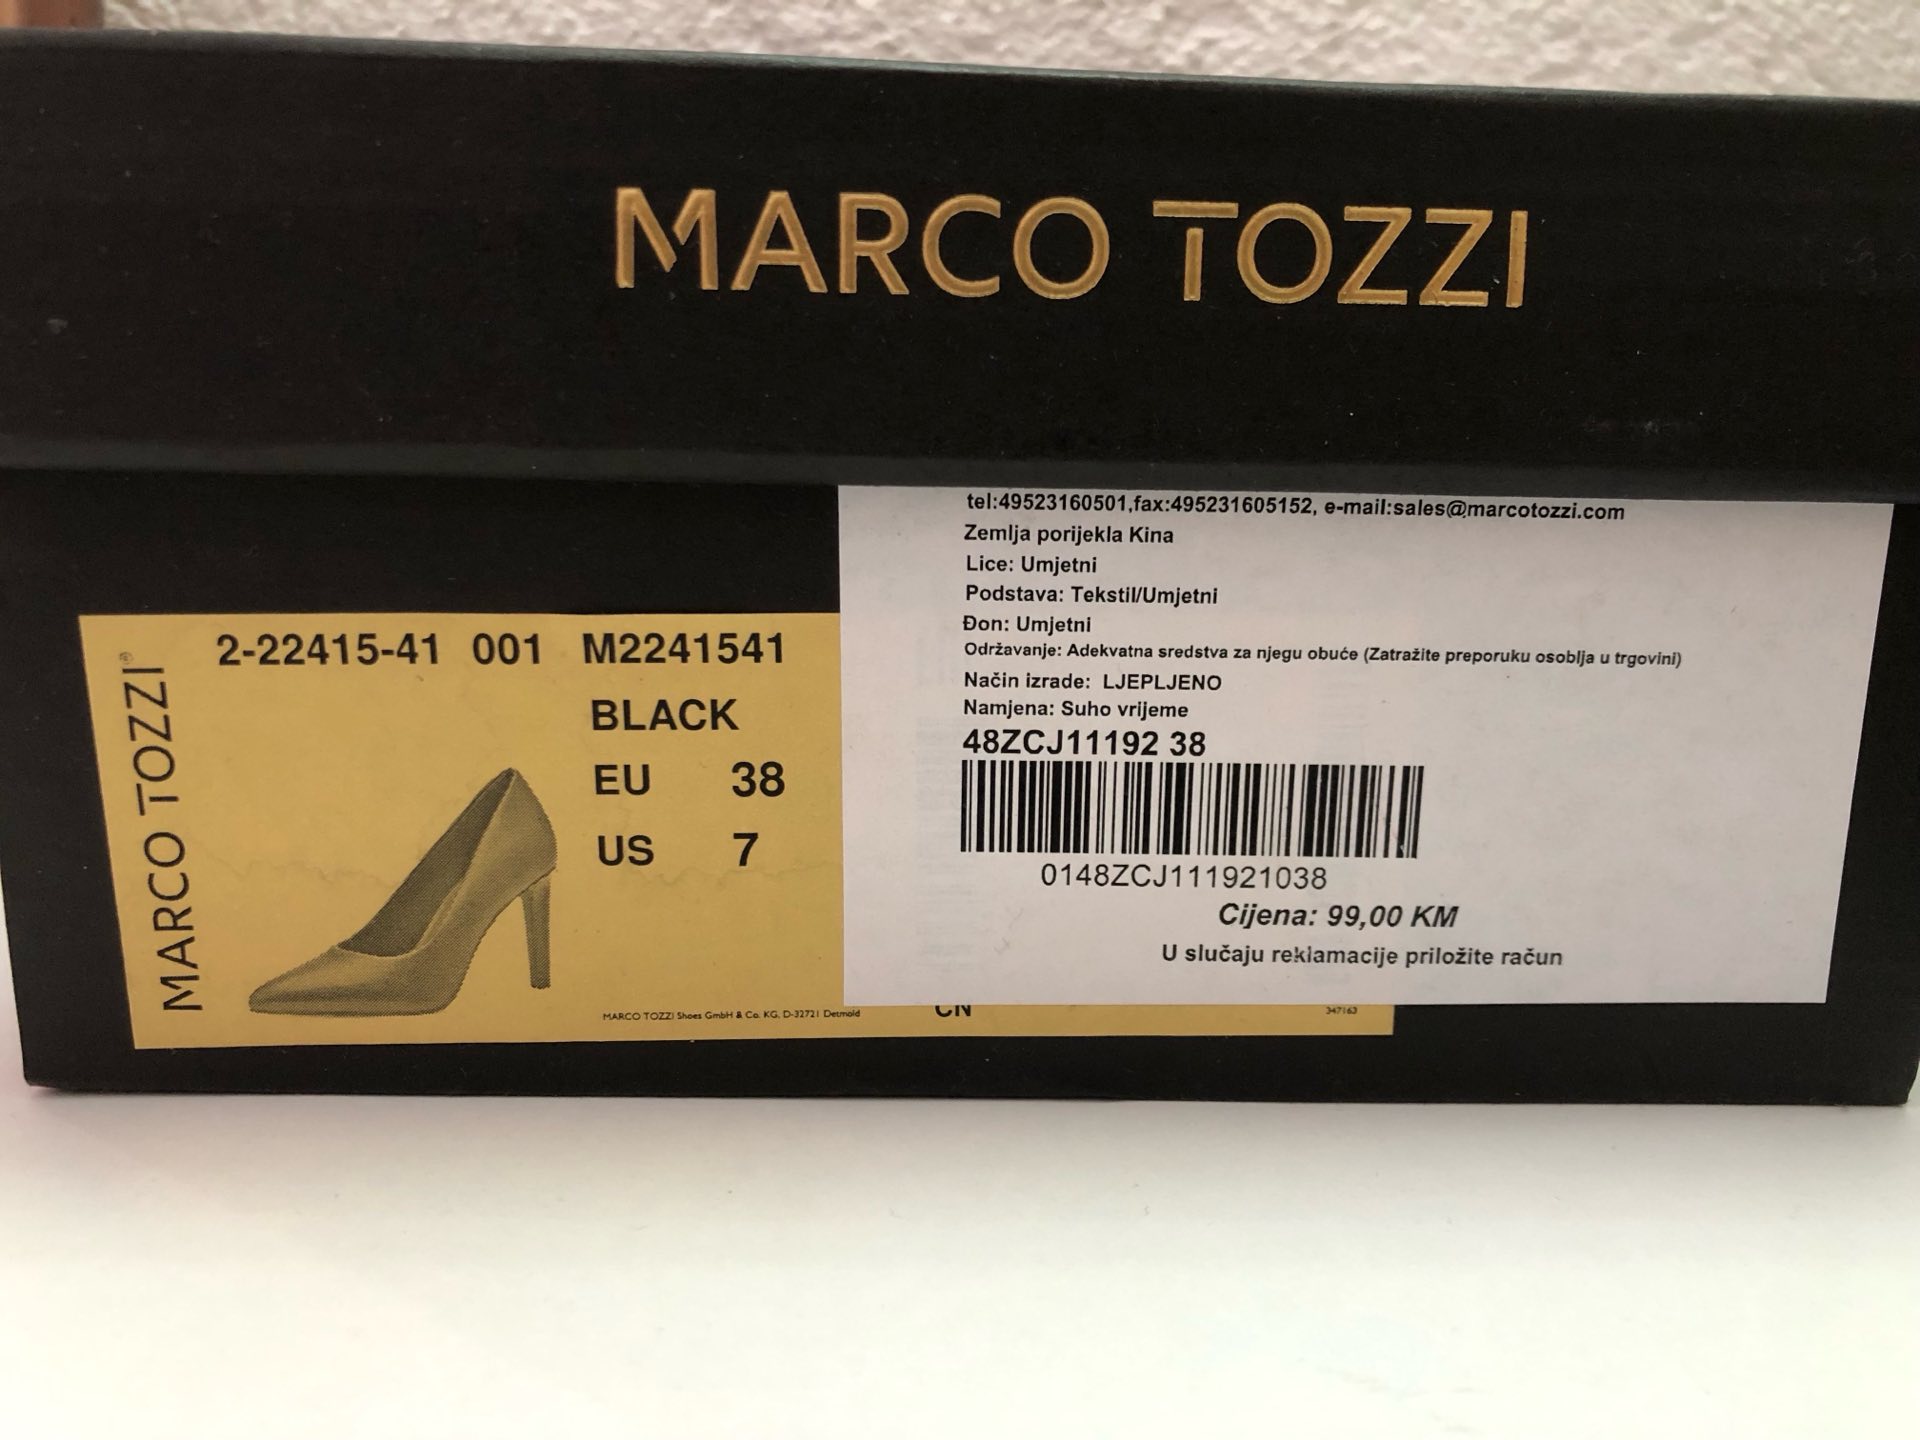 MARCO TOZZI
tel:49523160501,fax:495231605152, e-mail:sales@marcotozzi.com
Zemlja porijekla Kina
Lice: Umjetni
Podstava: Tekstil/Umjetni
Đon: Umjetni
Održavanje: Adekvatna sredstva za njegu obuće (Zatražite preporuku osoblja u trgovini)
Način izrade: LJEPLJENO
Namjena: Suho vrijeme
48ZCJ11192 38
0148ZCJ111921038
Cijena: 99,00 KM
U slučaju reklamacije priložite račun
MARCO TOZZI®
2-22415-41 001 M2241541
BLACK
EU 38
US 7
MARCO TOZZI Shoes GmbH & Co. KG, D-32721 Detmold
CN
347163